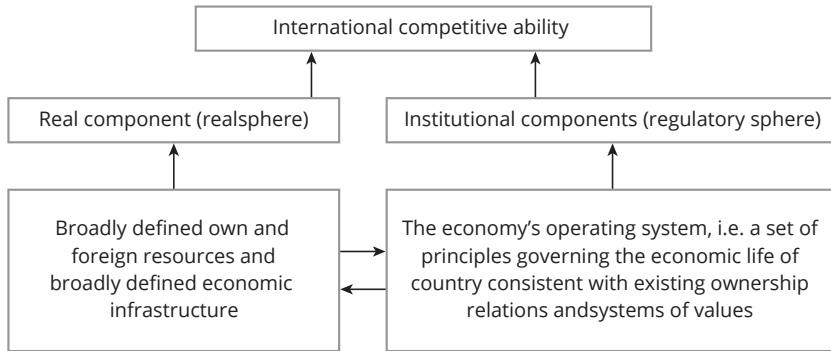 International competitive ability
Real component (realsphere)
Institutional components (regulatory sphere)
Broadly defined own and
foreign resources and
broadly defined economic
infrastructure
The economy’s operating system, i.e. a set of
principles governing the economic life of
country consistent with existing ownership
relations andsystems of values